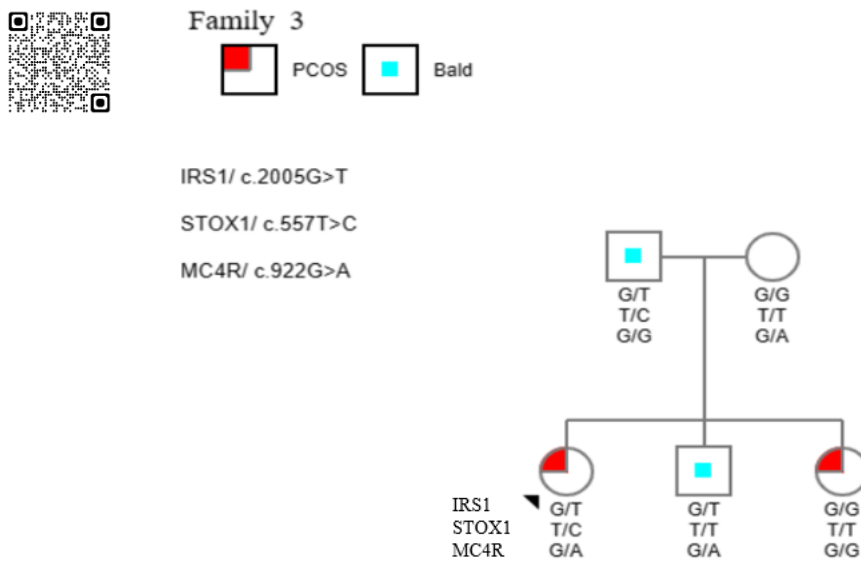 Family 3
PCOS Bald
IRS1/ c.2005G>T
STOX1/ c.557T>C
MC4R/ c.922G>A
G/T G/G
T/C T/T
G/G G/A
IRS1 G/T G/T G/G
STOX1 T/C T/T T/T
MC4R G/A G/A G/G